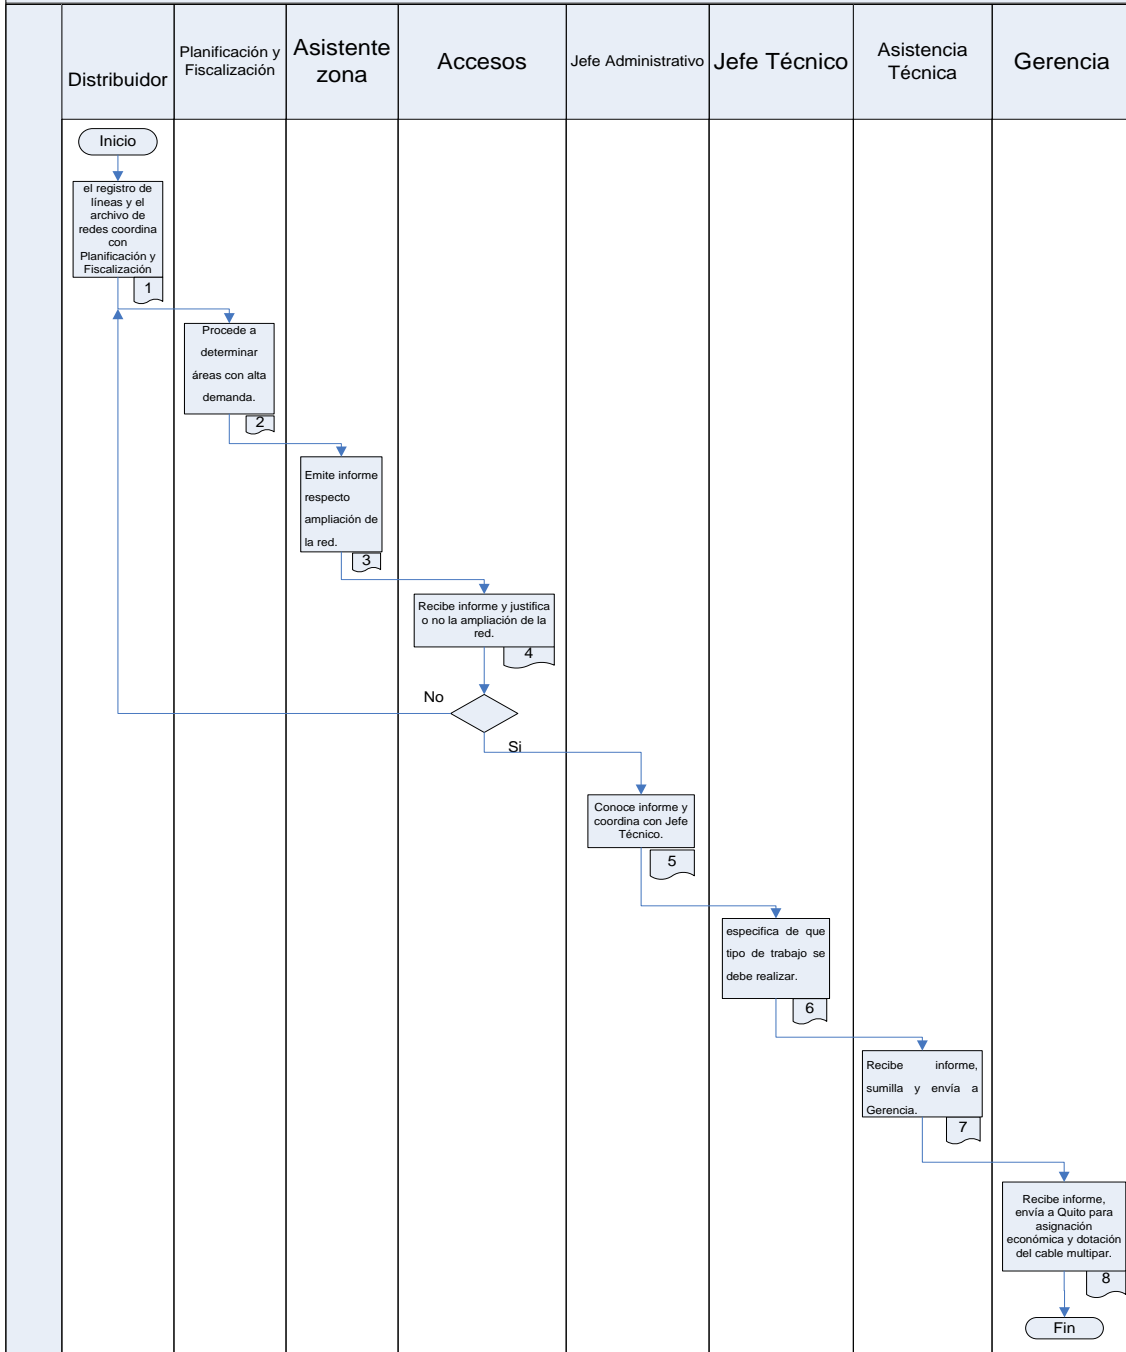 Distribuidor
Planificación y
Fiscalización
Asistente
zona
Accesos
Jefe Administrativo
Jefe Técnico
Asistencia
Técnica
Gerencia
Inicio
el registro de
líneas y el
archivo de
redes coordina
con
Planificación y
Fiscalización
1
Procede a
determinar
áreas con alta
demanda.
2
Emite informe
respecto
ampliación de
la red.
3
Recibe informe y justifica
o no la ampliación de la
red.
4
No
Si
Conoce informe y
coordina con Jefe
Técnico.
5
especifica de que
tipo de trabajo se
debe realizar.
6
Recibe informe,
sumilla y envía a
Gerencia.
7
Recibe informe,
envía a Quito para
asignación
económica y dotación
del cable multipar.
8
Fin